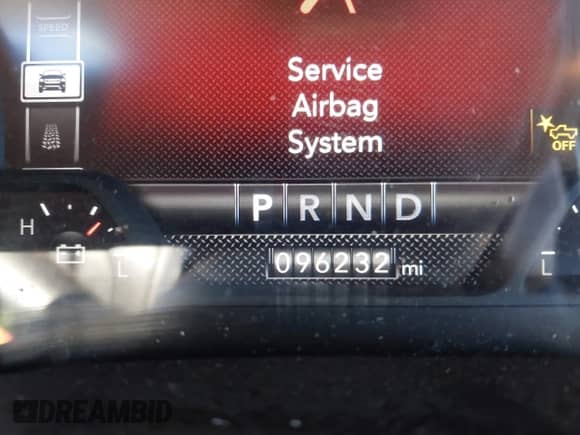 SPEED
Service
Airbag
System
OFF
P R N D
H
L
096232 mi
L
DREAMBID